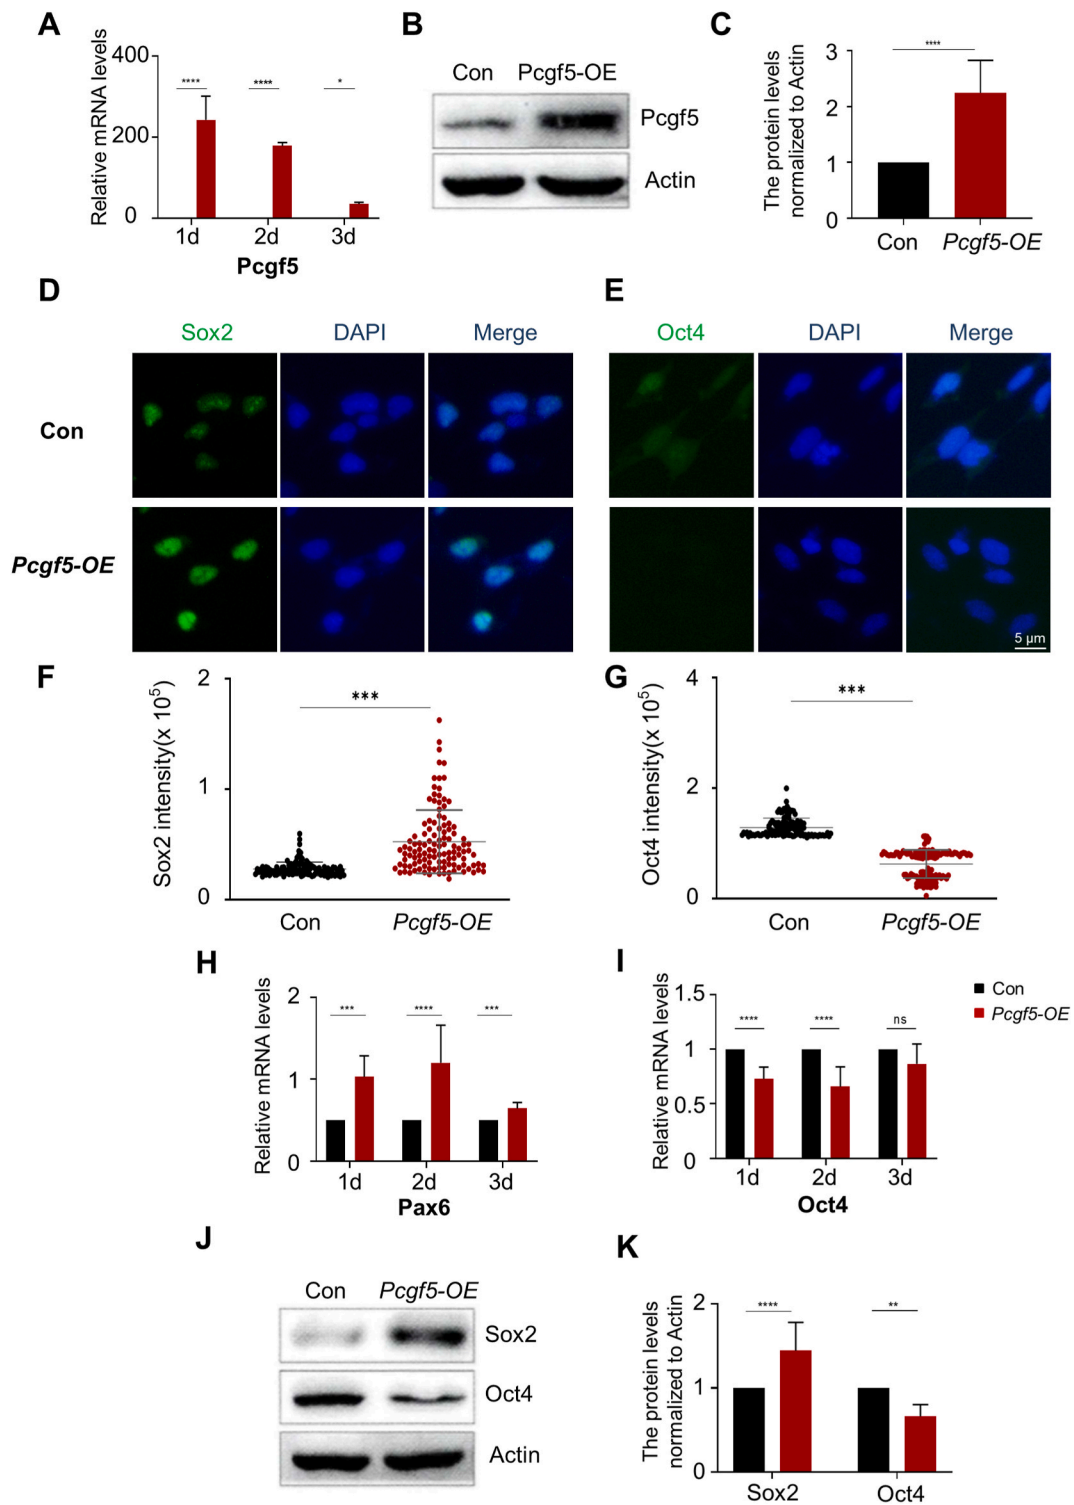 A
Relative mRNA levels
400
200
0
**** **** *
1d 2d 3d
Pcgf5
B
Con Pcgf5-OE
Pcgf5
Actin
C
The protein levels
normalized to Actin
3
2
1
0
****
Con Pcgf5-OE
D
Sox2 DAPI Merge
Con
Pcgf5-OE
E
Oct4 DAPI Merge
5 μm
F
Sox2 intensity(x 10⁵)
2
1
0
***
Con Pcgf5-OE
G
Oct4 intensity(x 10⁵)
4
2
0
***
Con Pcgf5-OE
H
Relative mRNA levels
2
1
0
*** **** ***
1d 2d 3d
Pax6
I
Relative mRNA levels
1.5
1
0.5
0
**** **** ns
1d 2d 3d
Oct4
Con
Pcgf5-OE
J
Con Pcgf5-OE
Sox2
Oct4
Actin
K
The protein levels
normalized to Actin
2
1
0
**** **
Sox2 Oct4